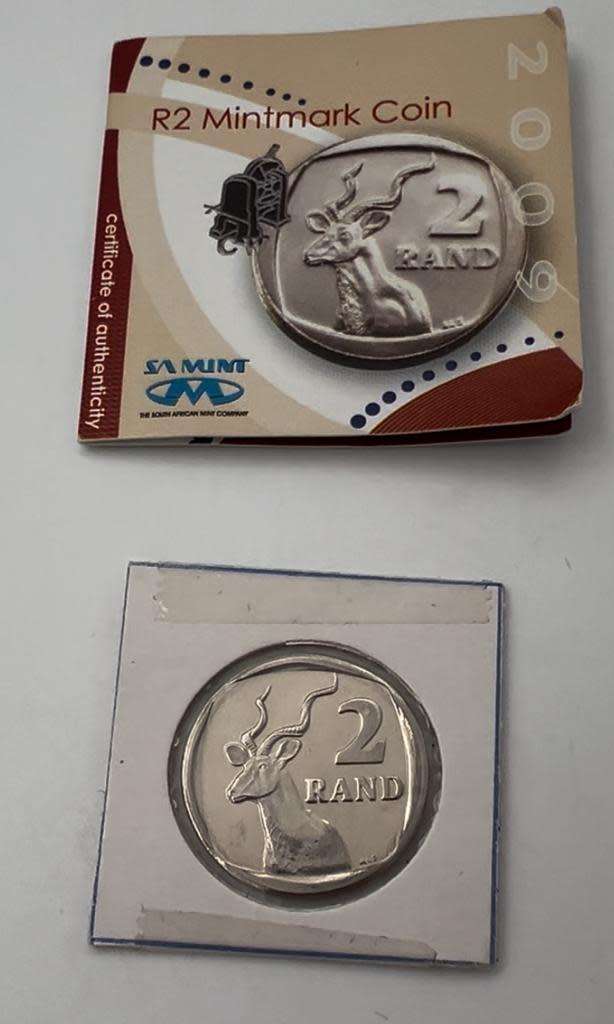 2009
R2 Mintmark Coin
2
RAND
certificate of authenticity
SA MINT
THE SOUTH AFRICAN MINT COMPANY
2
RAND